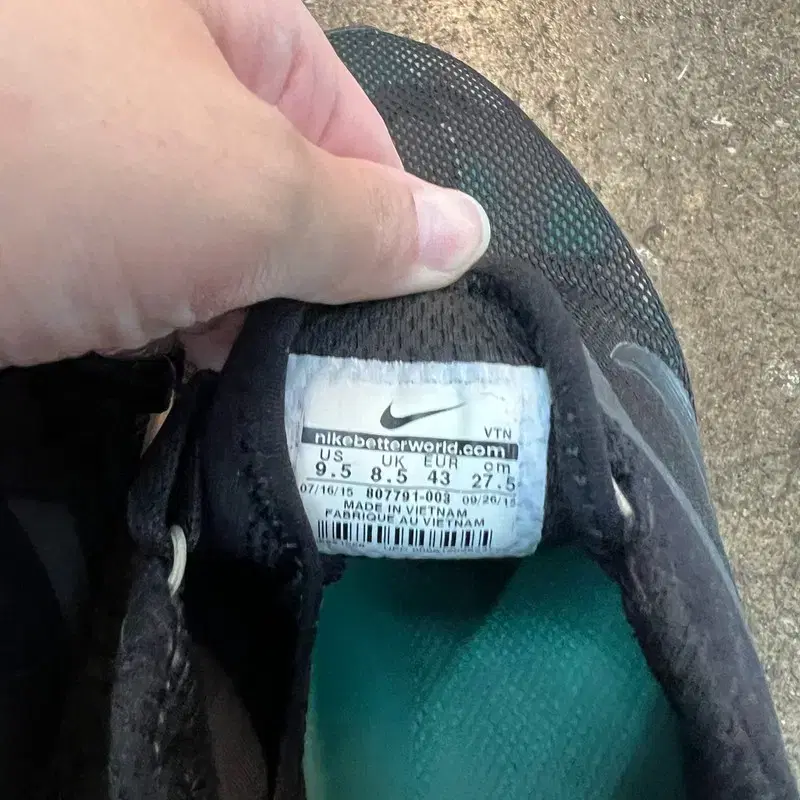 VTN
nikebetterworld.com
US UK EUR cm
9.5 8.5 43 27.5
07/16/15 807791-003 09/26/15
MADE IN VIETNAM
FABRIQUE AU VIETNAM